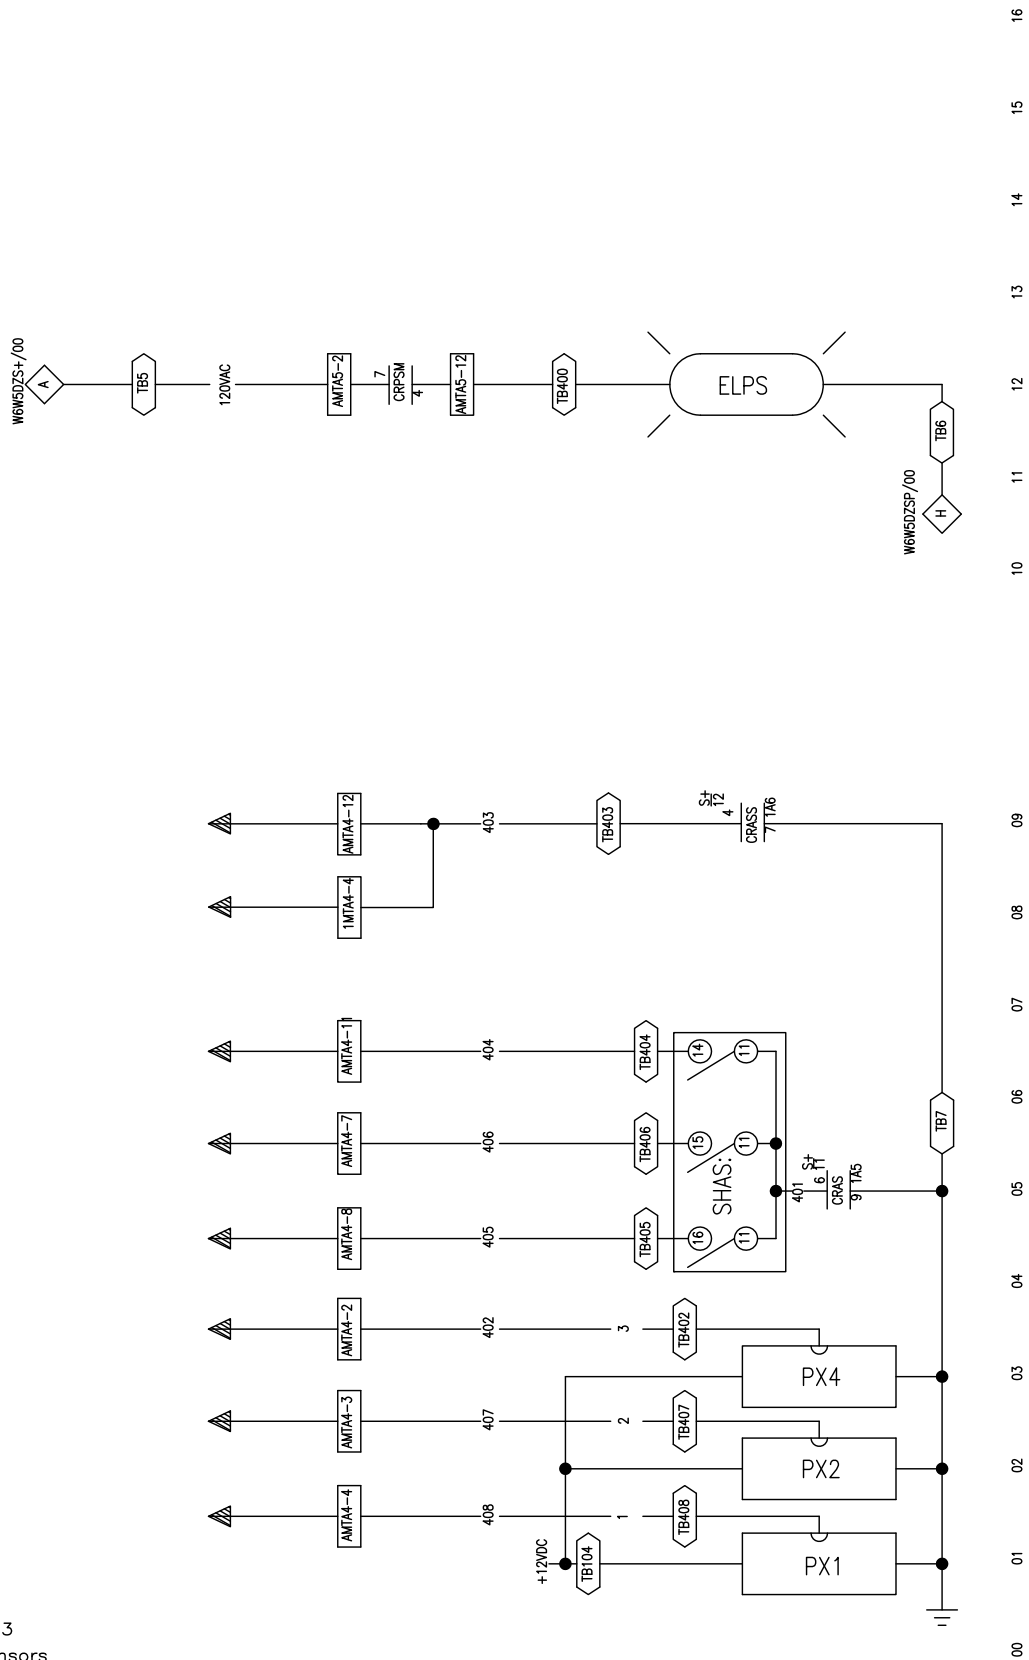 16
15
14
13
12
11
10
09
08
07
06
05
04
03
02
01
00
W6W5DZS+/00
A
TB5
120VAC
AMTA5-2
7
CRPSM
4
AMTA5-12
TB400
ELPS
TB6
W6W5DZSP/00
H
AMTA4-12
1MTA4-4
403
TB403
S+
12
4
CRASS
7 1A6
AMTA4-11
404
TB404
14
11
AMTA4-7
406
TB406
15
11
TB7
SHAS:
401
S+
11
6
CRAS
9 1A5
AMTA4-8
405
TB405
16
11
AMTA4-2
402
3
TB402
PX4
AMTA4-3
407
2
TB407
PX2
AMTA4-4
408
1
TB408
+12VDC
TB104
PX1
3
nsors